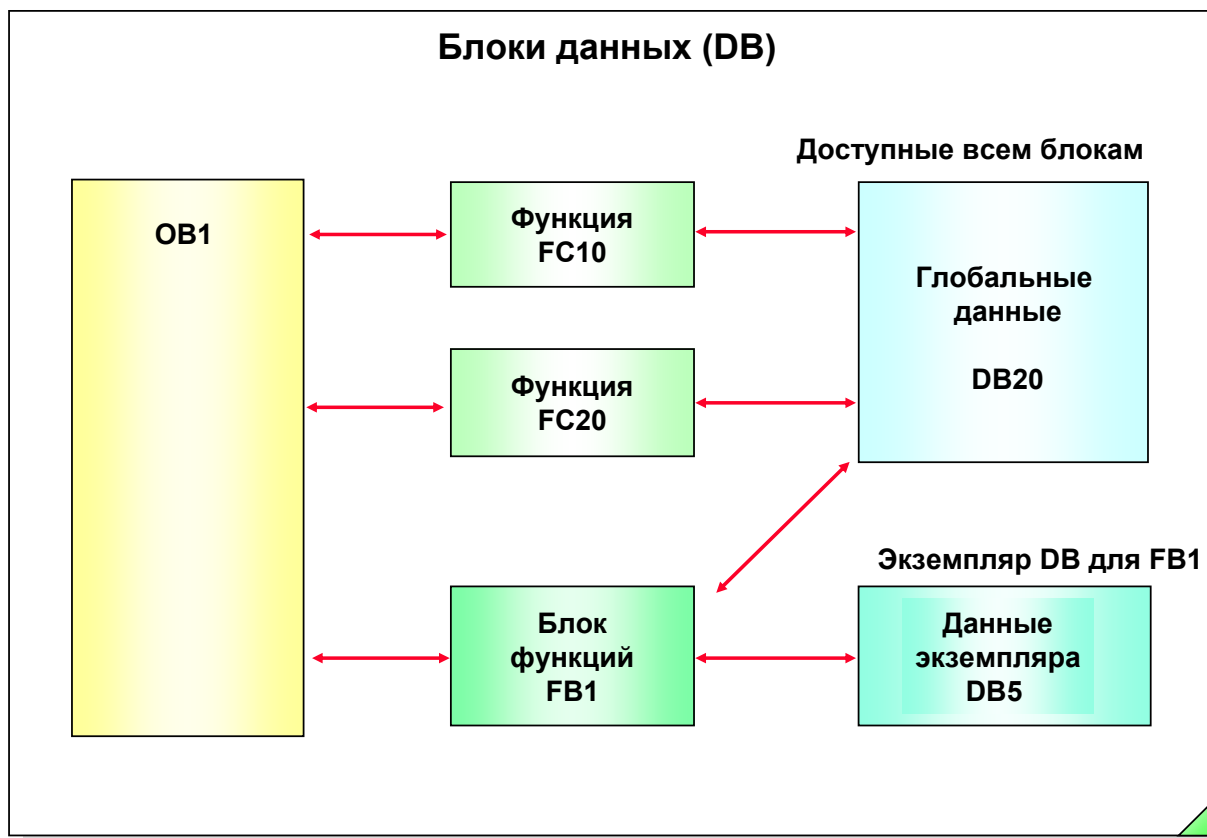 Блоки данных (DB)
Доступные всем блокам
OB1
Функция
FC10
Глобальные
данные
DB20
Функция
FC20
Экземпляр DB для FB1
Блок
функций
FB1
Данные
экземпляра
DB5